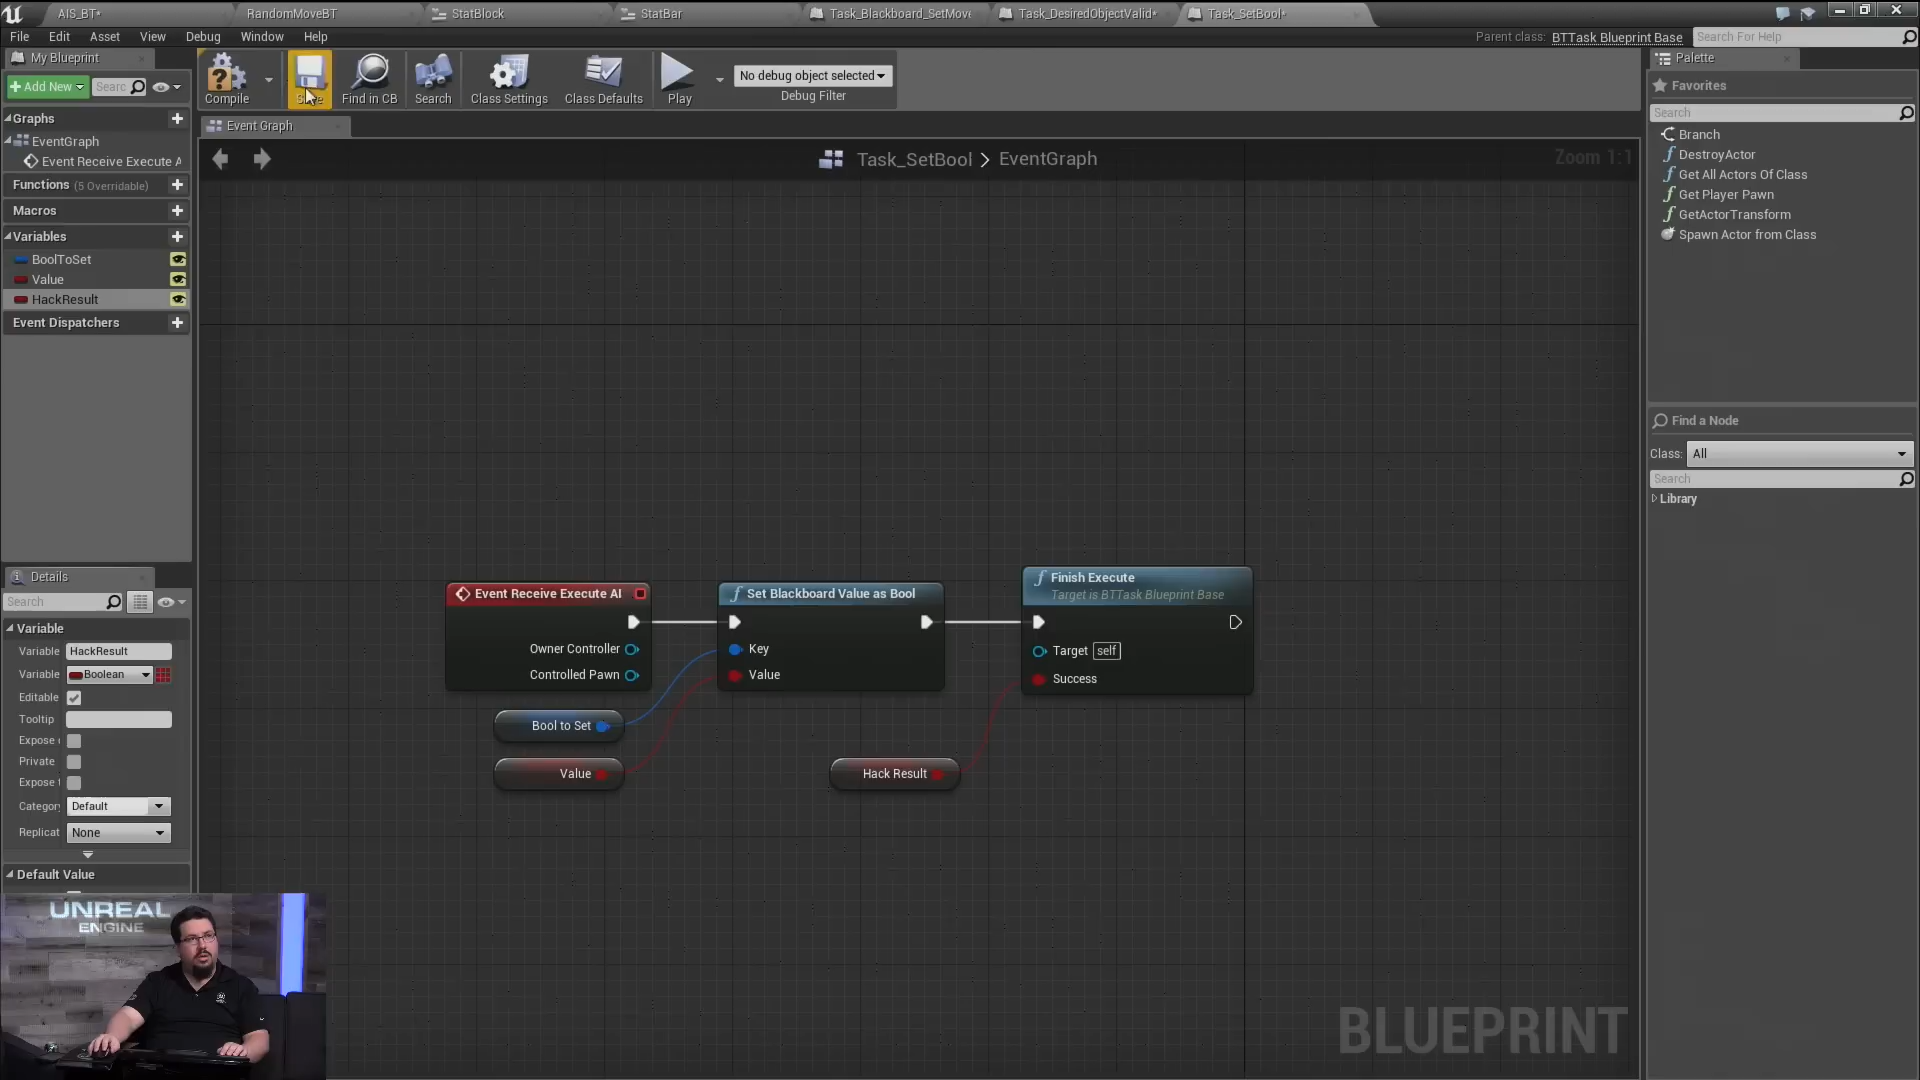 AIS_BT*
RandomMoveBT
StatBlock
StatBar
Task_Blackboard_SetMove
Task_DesiredObjectValid*
Task_SetBool*
File
Edit
Asset
View
Debug
Window
Help
Parent class:
BTTask Blueprint Base
Search For Help
My Blueprint
Add New
Searc
Compile
Find in CB
Search
Class Settings
Class Defaults
Play
No debug object selected
Debug Filter
Graphs
EventGraph
Event Receive Execute A
Functions (5 Overridable)
Macros
Variables
BoolToSet
Value
HackResult
Event Dispatchers
Event Graph
Task_SetBool > EventGraph
Zoom 1:1
Event Receive Execute AI
Owner Controller
Controlled Pawn
Set Blackboard Value as Bool
Key
Value
Finish Execute
Target is BTTask Blueprint Base
Target self
Success
Bool to Set
Value
Hack Result
BLUEPRINT
Details
Search
Variable
Variable HackResult
Variable Boolean
Editable
Tooltip
Expose
Private
Expose
Categor Default
Replicat None
Default Value
UNREAL
ENGINE
Palette
Favorites
Search
Branch
DestroyActor
Get All Actors Of Class
Get Player Pawn
GetActorTransform
Spawn Actor from Class
Find a Node
Class: All
Search
Library